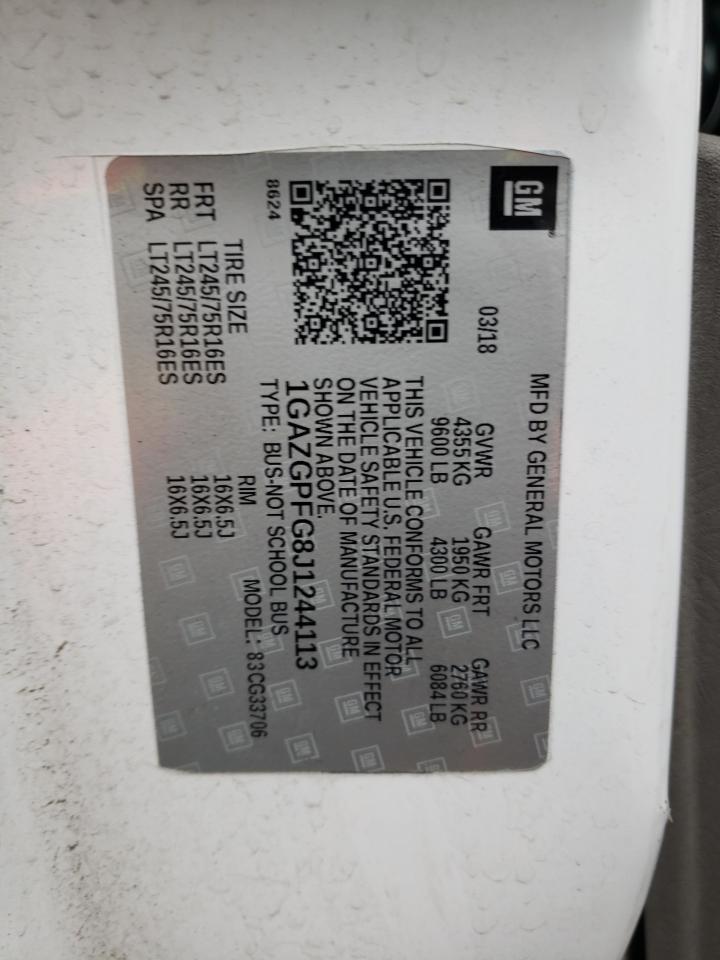 GM
MFD BY GENERAL MOTORS LLC
03/18
GVWR GAWR FRT GAWR RR
4355 KG 1950 KG 2760 KG
9600 LB 4300 LB 6084 LB
THIS VEHICLE CONFORMS TO ALL
APPLICABLE U.S. FEDERAL MOTOR
VEHICLE SAFETY STANDARDS IN EFFECT
ON THE DATE OF MANUFACTURE
SHOWN ABOVE.
1GAZGPFG8J1244113
8624
TYPE: BUS-NOT SCHOOL BUS
MODEL: 83CG33706
TIRE SIZE RIM
FRT LT245/75R16ES 16X6.5J
RR LT245/75R16ES 16X6.5J
SPA LT245/75R16ES 16X6.5J